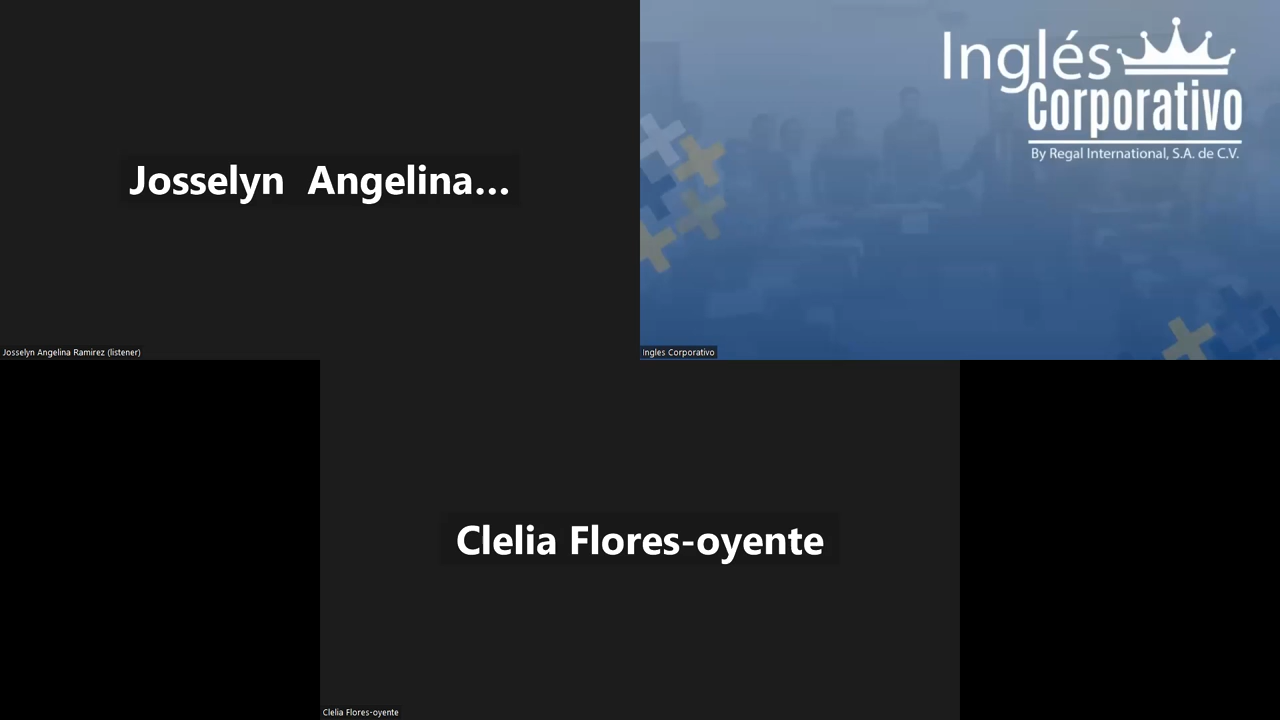 Josselyn  Angelina...
Josselyn Angelina Ramirez (listener)
Inglés
Corporativo
By Regal International, S.A. de C.V.
Ingles Corporativo
Clelia Flores-oyente
Clelia Flores-oyente